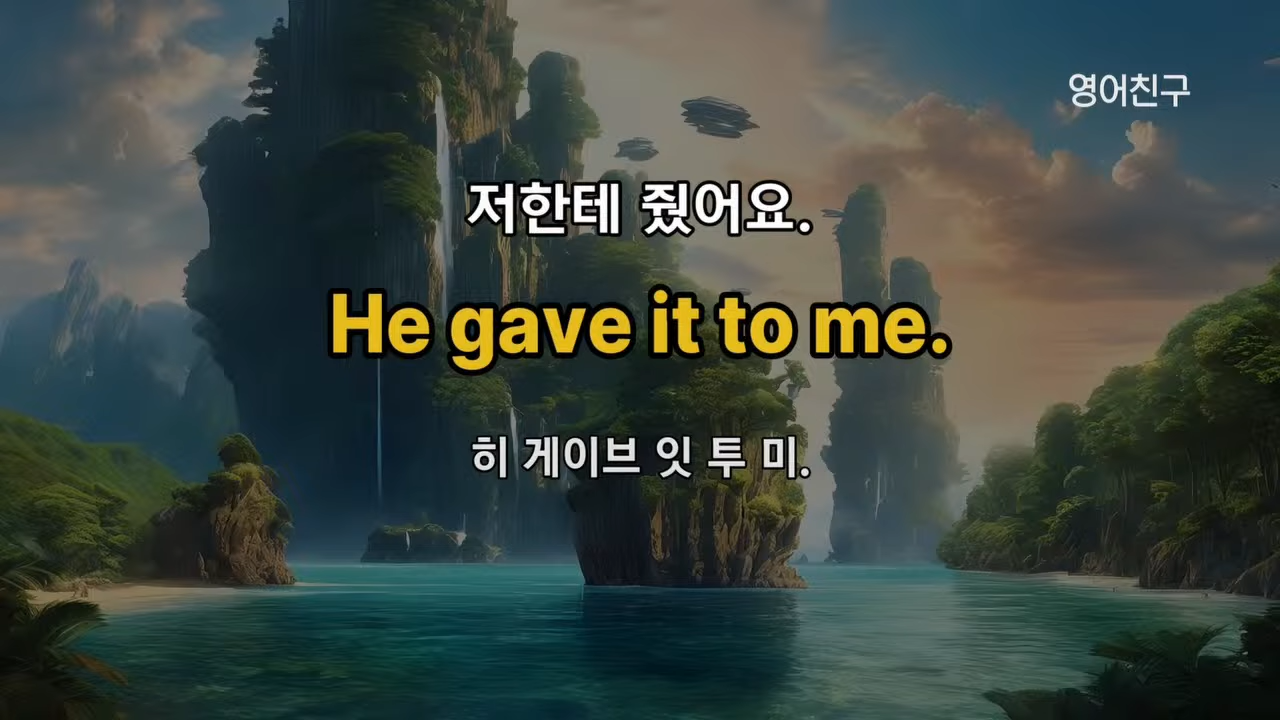 영어친구
저한테 줬어요.
He gave it to me.
히 게이브 잇 투 미.